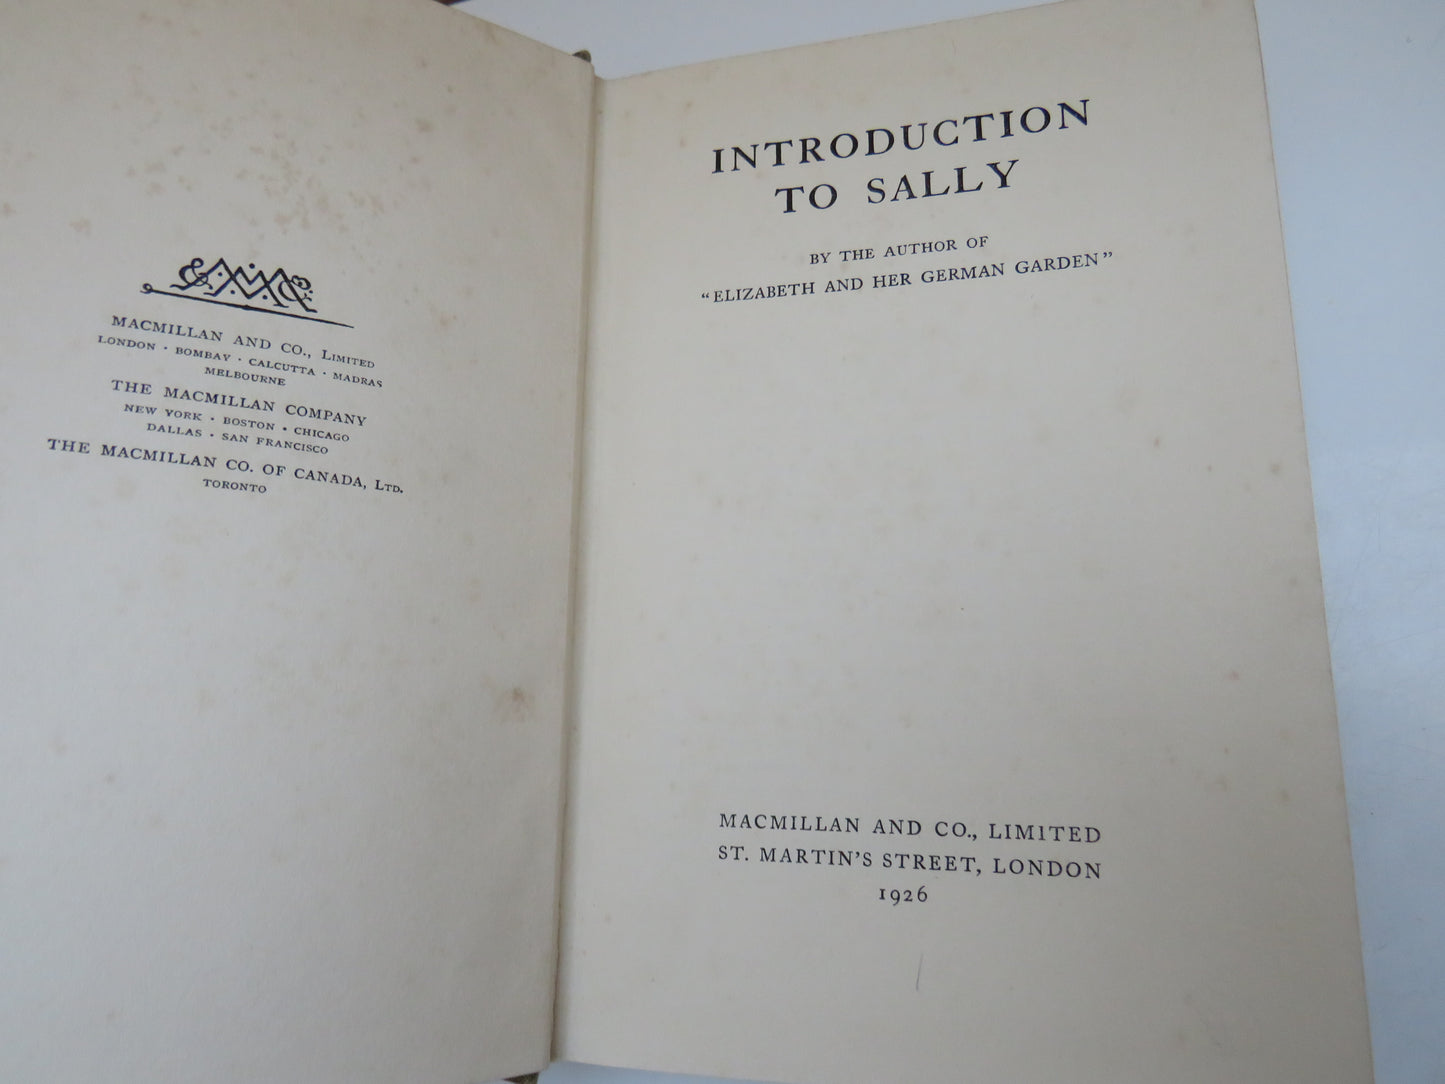 MACMILLAN AND CO., LIMITED
LONDON · BOMBAY · CALCUTTA · MADRAS
MELBOURNE
THE MACMILLAN COMPANY
NEW YORK · BOSTON · CHICAGO
DALLAS · SAN FRANCISCO
THE MACMILLAN CO. OF CANADA, LTD.
TORONTO
INTRODUCTION
TO SALLY
BY THE AUTHOR OF
“ELIZABETH AND HER GERMAN GARDEN”
MACMILLAN AND CO., LIMITED
ST. MARTIN’S STREET, LONDON
1926